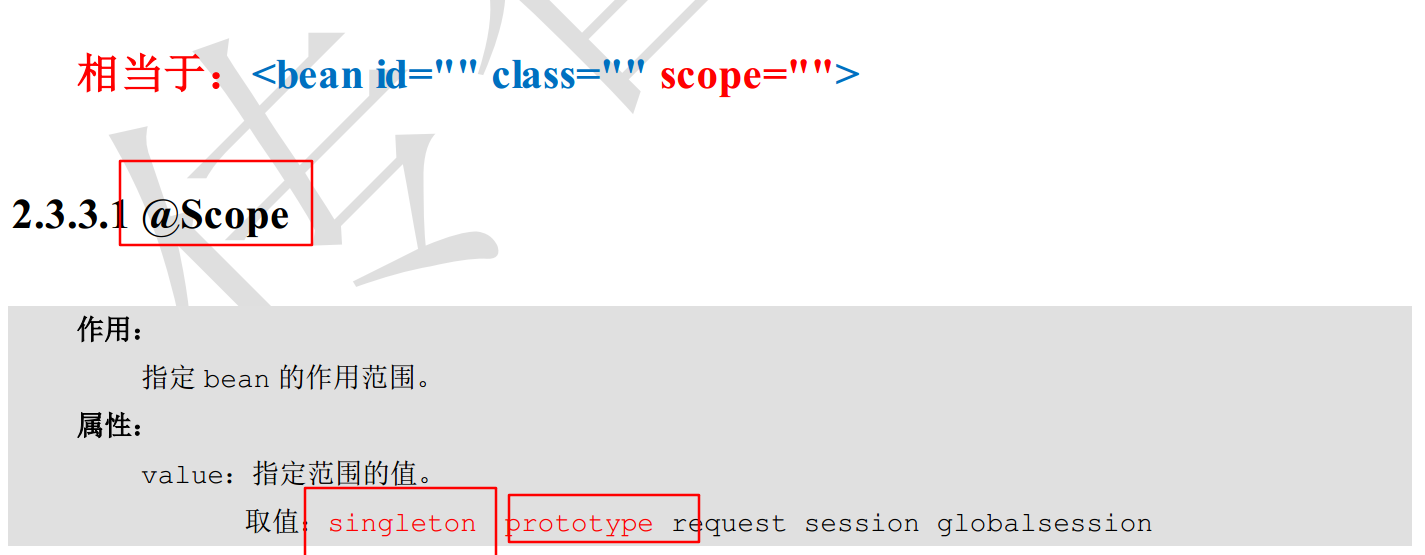 相当于：<bean id="" class="" scope="">
2.3.3.1 @Scope
作用：
指定 bean 的作用范围。
属性：
value：指定范围的值。
取值：singleton prototype request session globalsession